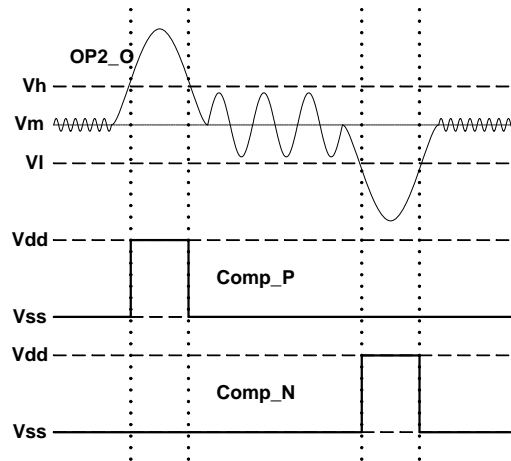 OP2_O
Vh
Vm
Vl
Vdd
Comp_P
Vss
Vdd
Comp_N
Vss